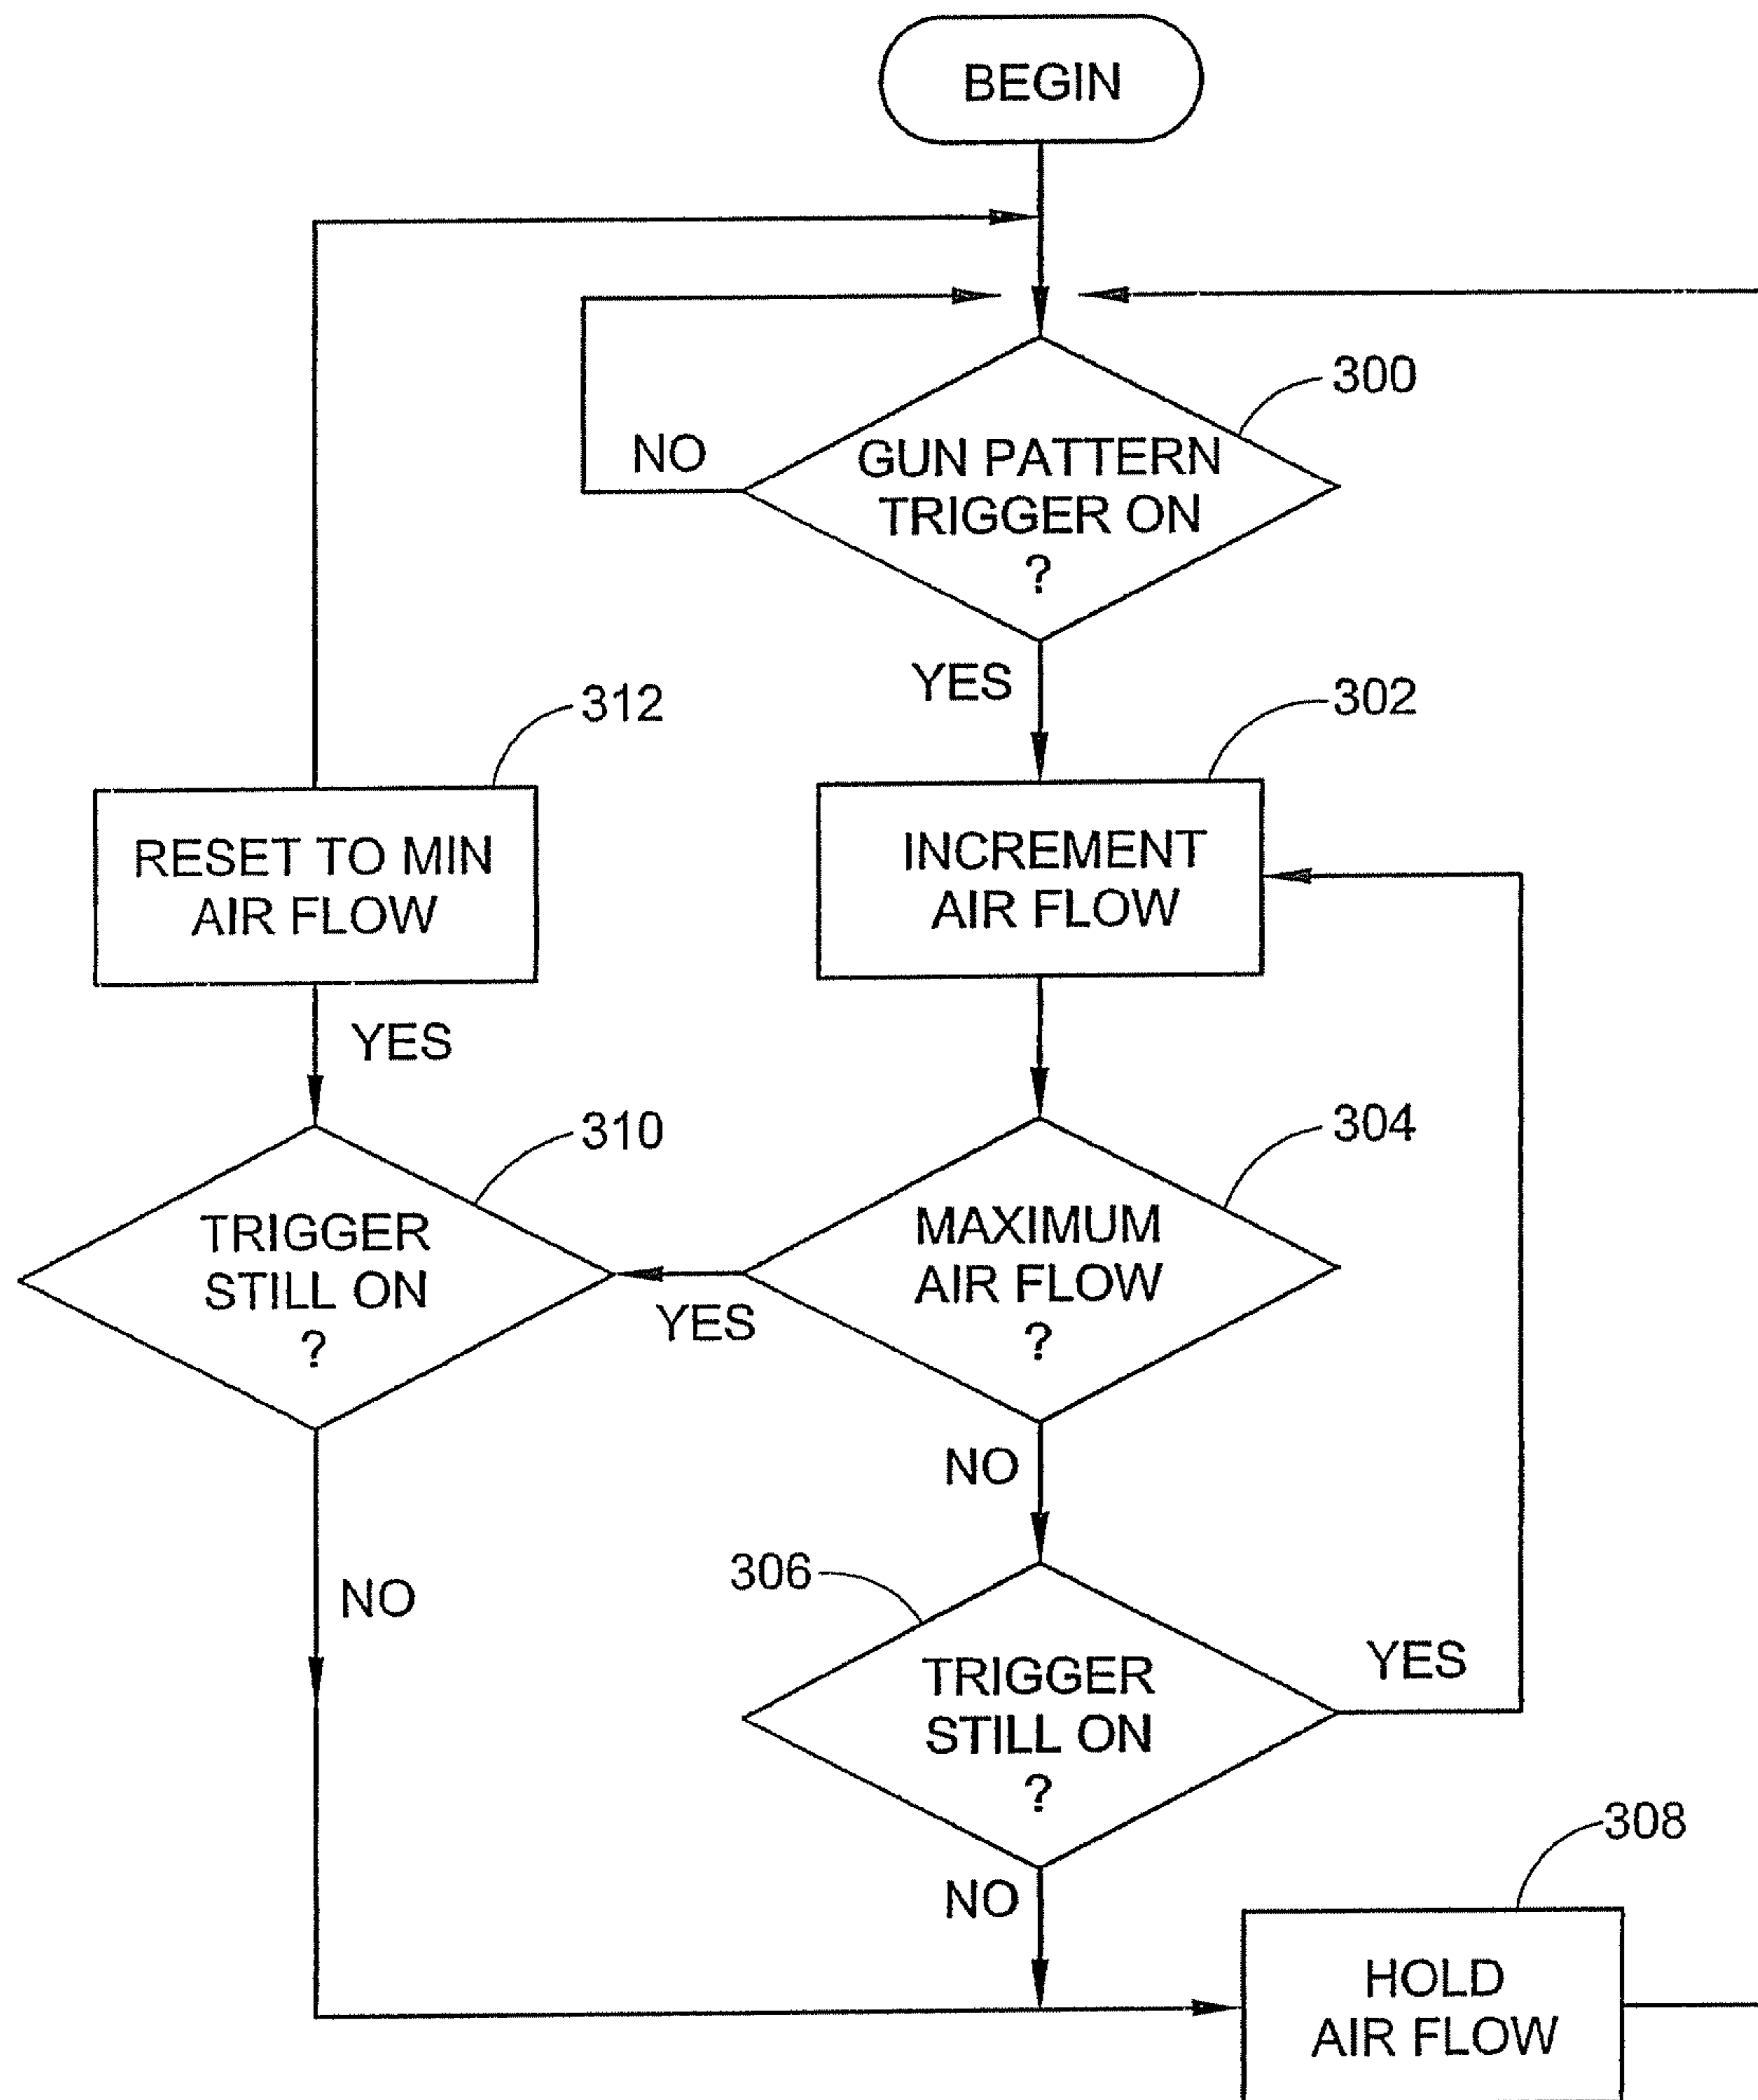 BEGIN
300
NO
GUN PATTERN
TRIGGER ON
?
YES
312
302
RESET TO MIN
AIR FLOW
INCREMENT
AIR FLOW
YES
310
304
TRIGGER
STILL ON
?
YES
MAXIMUM
AIR FLOW
?
NO
306
NO
TRIGGER
STILL ON
?
YES
308
NO
HOLD
AIR FLOW